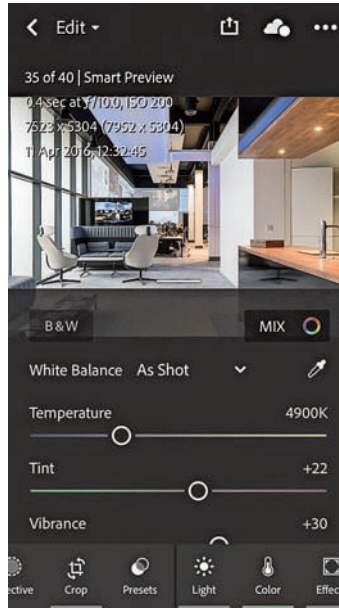 Edit
35 of 40 | Smart Preview
0.4 sec at ƒ/10.0, ISO 200
7523 x 5304 (7952 x 5304)
11 Apr 2016, 12:32:45
B&W
MIX
White Balance As Shot
Temperature 4900K
Tint +22
Vibrance +30
ective Crop Presets Light Color Effec